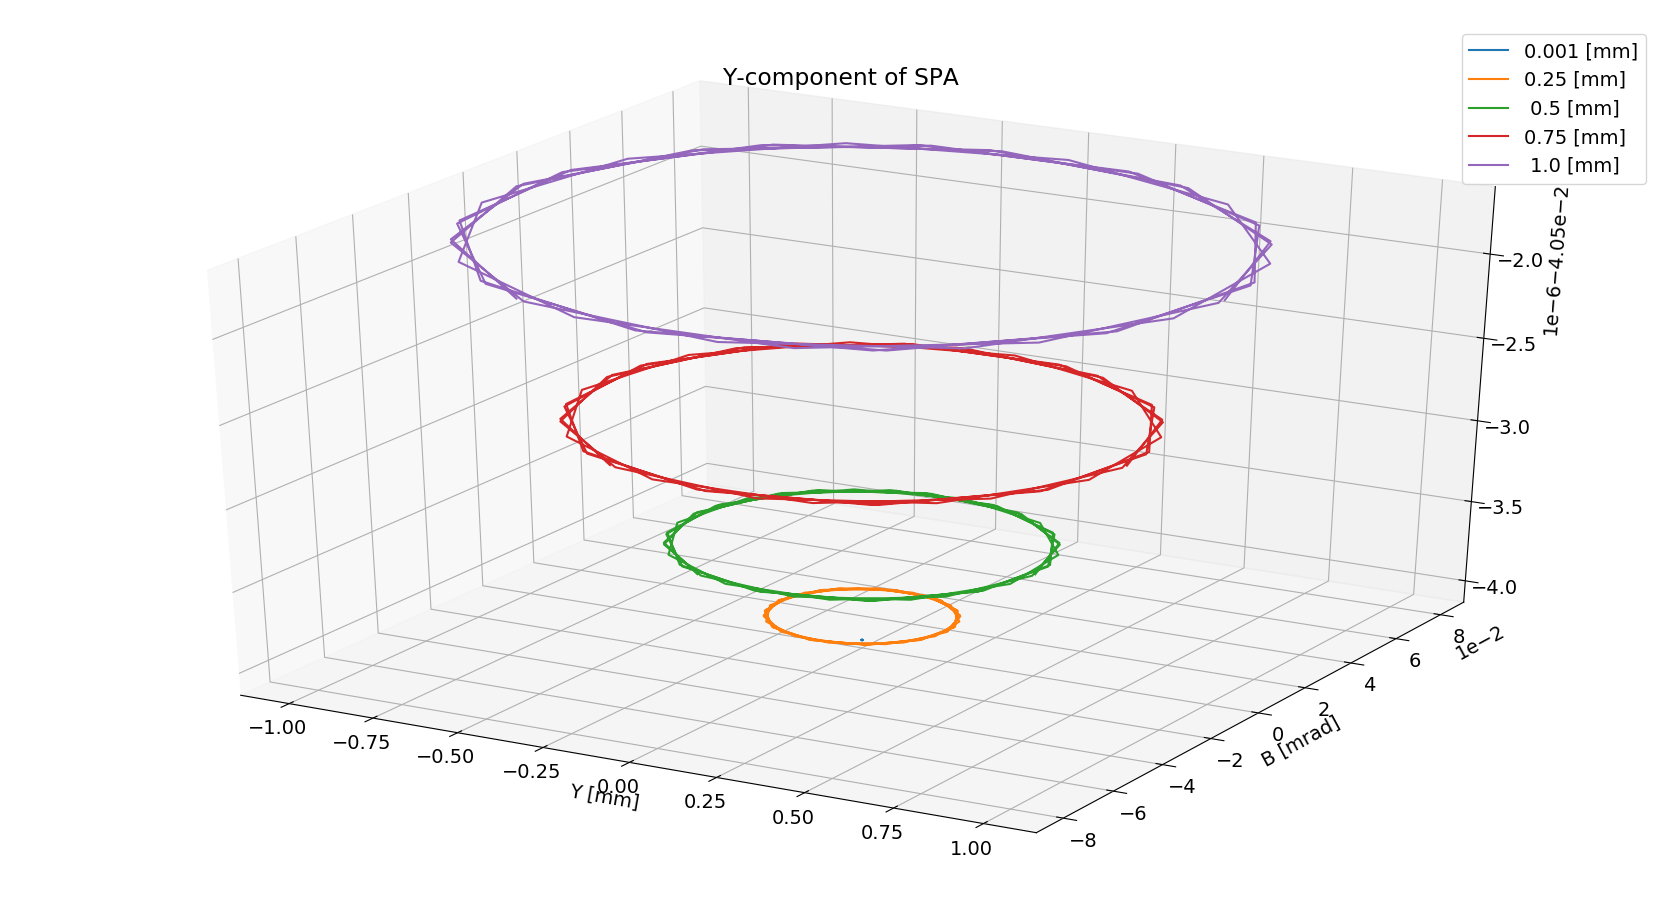 Y-component of SPA
0.001 [mm]
0.25 [mm]
0.5 [mm]
0.75 [mm]
1.0 [mm]
1e−6−4.05e−2
−2.0
−2.5
−3.0
−3.5
−4.0
1e−2
8
6
4
2
0
−2
−4
−6
−8
B [mrad]
−1.00
−0.75
−0.50
−0.25
0.00
0.25
0.50
0.75
1.00
Y [mm]